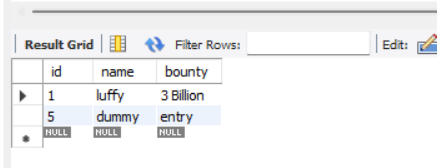 Result Grid Filter Rows: Edit:
id name bounty
1 luffy 3 Billion
5 dummy entry
NULL NULL NULL